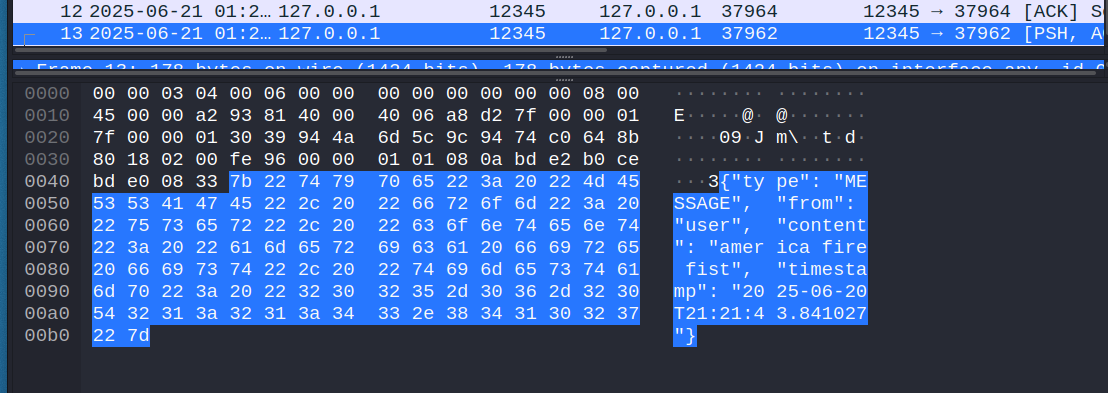 12 2025-06-21 01:2… 127.0.0.1 12345 127.0.0.1 37964 12345 → 37964 [ACK] S
13 2025-06-21 01:2… 127.0.0.1 12345 127.0.0.1 37962 12345 → 37962 [PSH, A
Frame 13: 178 bytes on wire (1424 bits), 178 bytes captured (1424 bits) on interface any, id 0
0000 00 00 03 04 00 06 00 00 00 00 00 00 00 00 08 00 ········ ········
0010 45 00 00 a2 93 81 40 00 40 06 a8 d2 7f 00 00 01 E·····@· @·······
0020 7f 00 00 01 30 39 94 4a 6d 5c 9c 94 74 c0 64 8b ····09·J m\··t·d·
0030 80 18 02 00 fe 96 00 00 01 01 08 0a bd e2 b0 ce ········ ········
0040 bd e0 08 33 7b 22 74 79 70 65 22 3a 20 22 4d 45 ···3{"ty pe": "ME
0050 53 53 41 47 45 22 2c 20 22 66 72 6f 6d 22 3a 20 SSAGE", "from":
0060 22 75 73 65 72 22 2c 20 22 63 6f 6e 74 65 6e 74 "user", "content
0070 22 3a 20 22 61 6d 65 72 69 63 61 20 66 69 72 65 ": "amer ica fire
0080 20 66 69 73 74 22 2c 20 22 74 69 6d 65 73 74 61 fist", "timesta
0090 6d 70 22 3a 20 22 32 30 32 35 2d 30 36 2d 32 30 mp": "20 25-06-20
00a0 54 32 31 3a 32 31 3a 34 33 2e 38 34 31 30 32 37 T21:21:4 3.841027
00b0 22 7d "}